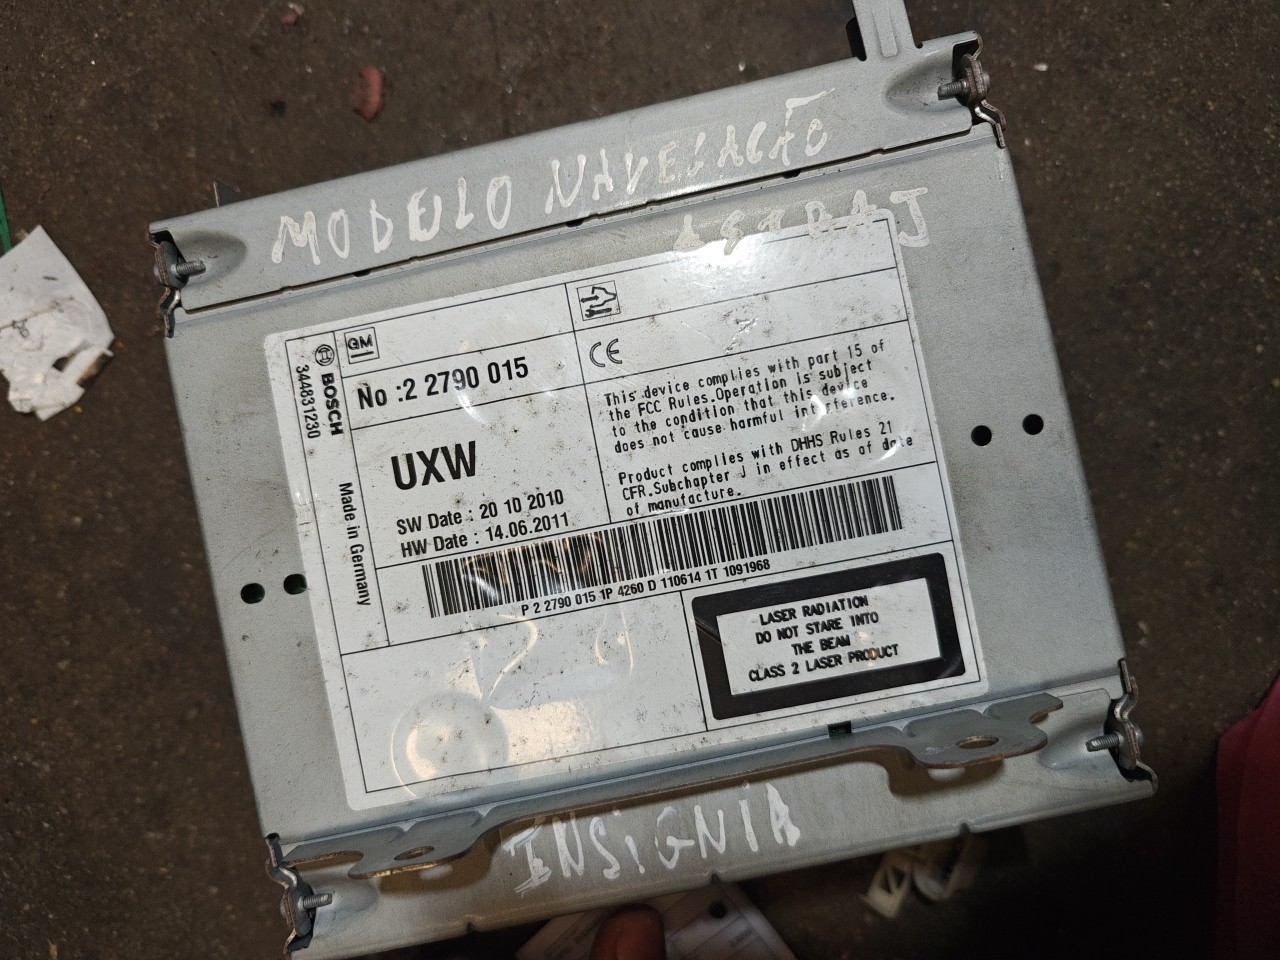 MODULO NAVEGAÇÃO
ASTRA J
BOSCH
344831230
Made in Germany
GM
No :2 2790 015
UXW
SW Date : 20 10 2010
HW Date : 14.06.2011
CE
This device complies with part 15 of
the FCC Rules.Operation is subject
to the condition that this device
does not cause harmful interference.
Product complies with DHHS Rules 21
CFR.Subchapter J in effect as of date
of manufacture.
P 2 2790 015 1P 4260 D 110614 1T 1091968
LASER RADIATION
DO NOT STARE INTO
THE BEAM
CLASS 2 LASER PRODUCT
INSIGNIA